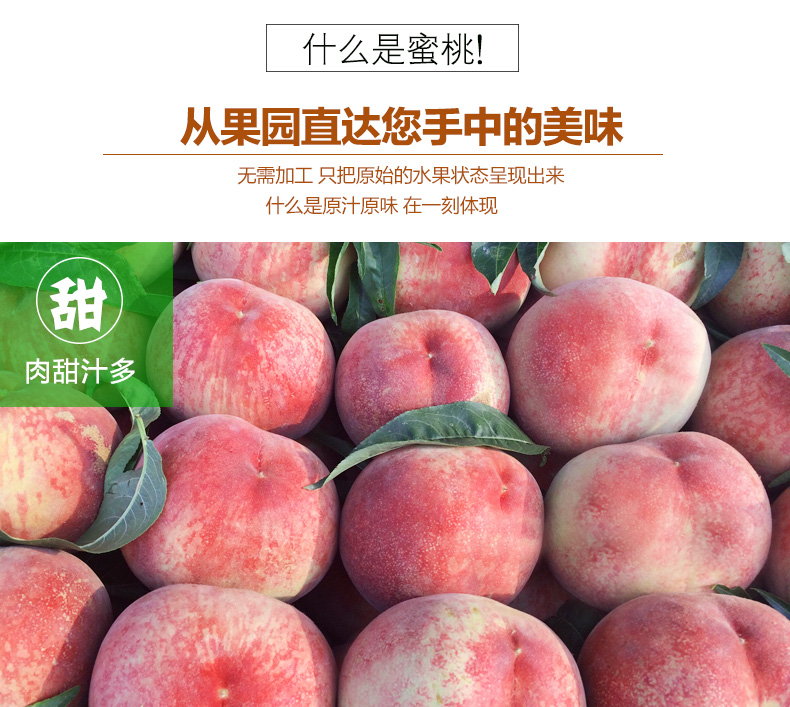 什么是蜜桃!
从果园直达您手中的美味
无需加工 只把原始的水果状态呈现出来
什么是原汁原味 在一刻体现
甜
肉甜汁多